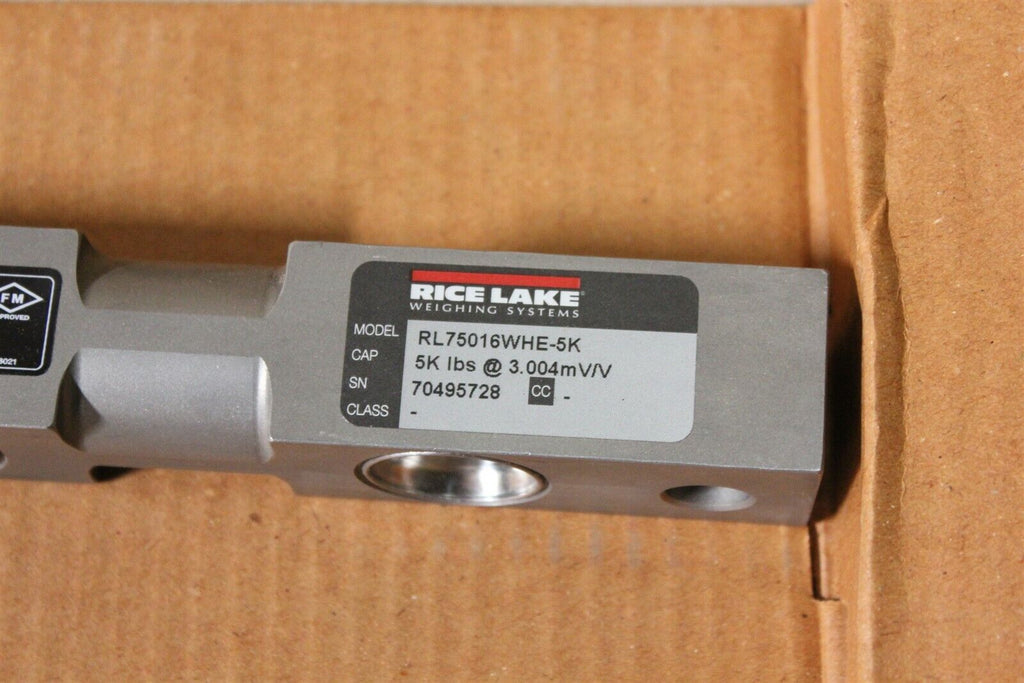 FM
RICE LAKE
WEIGHING SYSTEMS
MODEL RL75016WHE-5K
CAP 5K lbs @ 3.004mV/V
SN 70495728 CC -
CLASS -